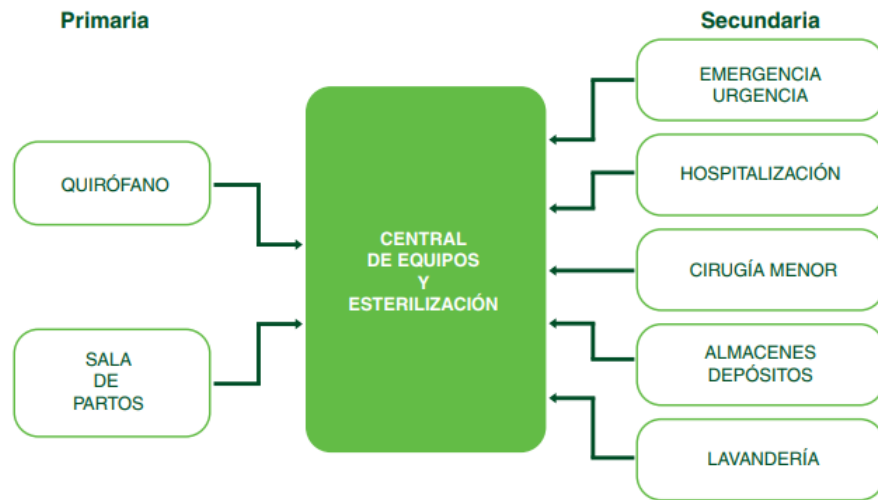 Primaria
Secundaria
QUIRÓFANO
SALA
DE
PARTOS
CENTRAL
DE EQUIPOS
Y
ESTERILIZACIÓN
EMERGENCIA
URGENCIA
HOSPITALIZACIÓN
CIRUGÍA MENOR
ALMACENES
DEPÓSITOS
LAVANDERÍA